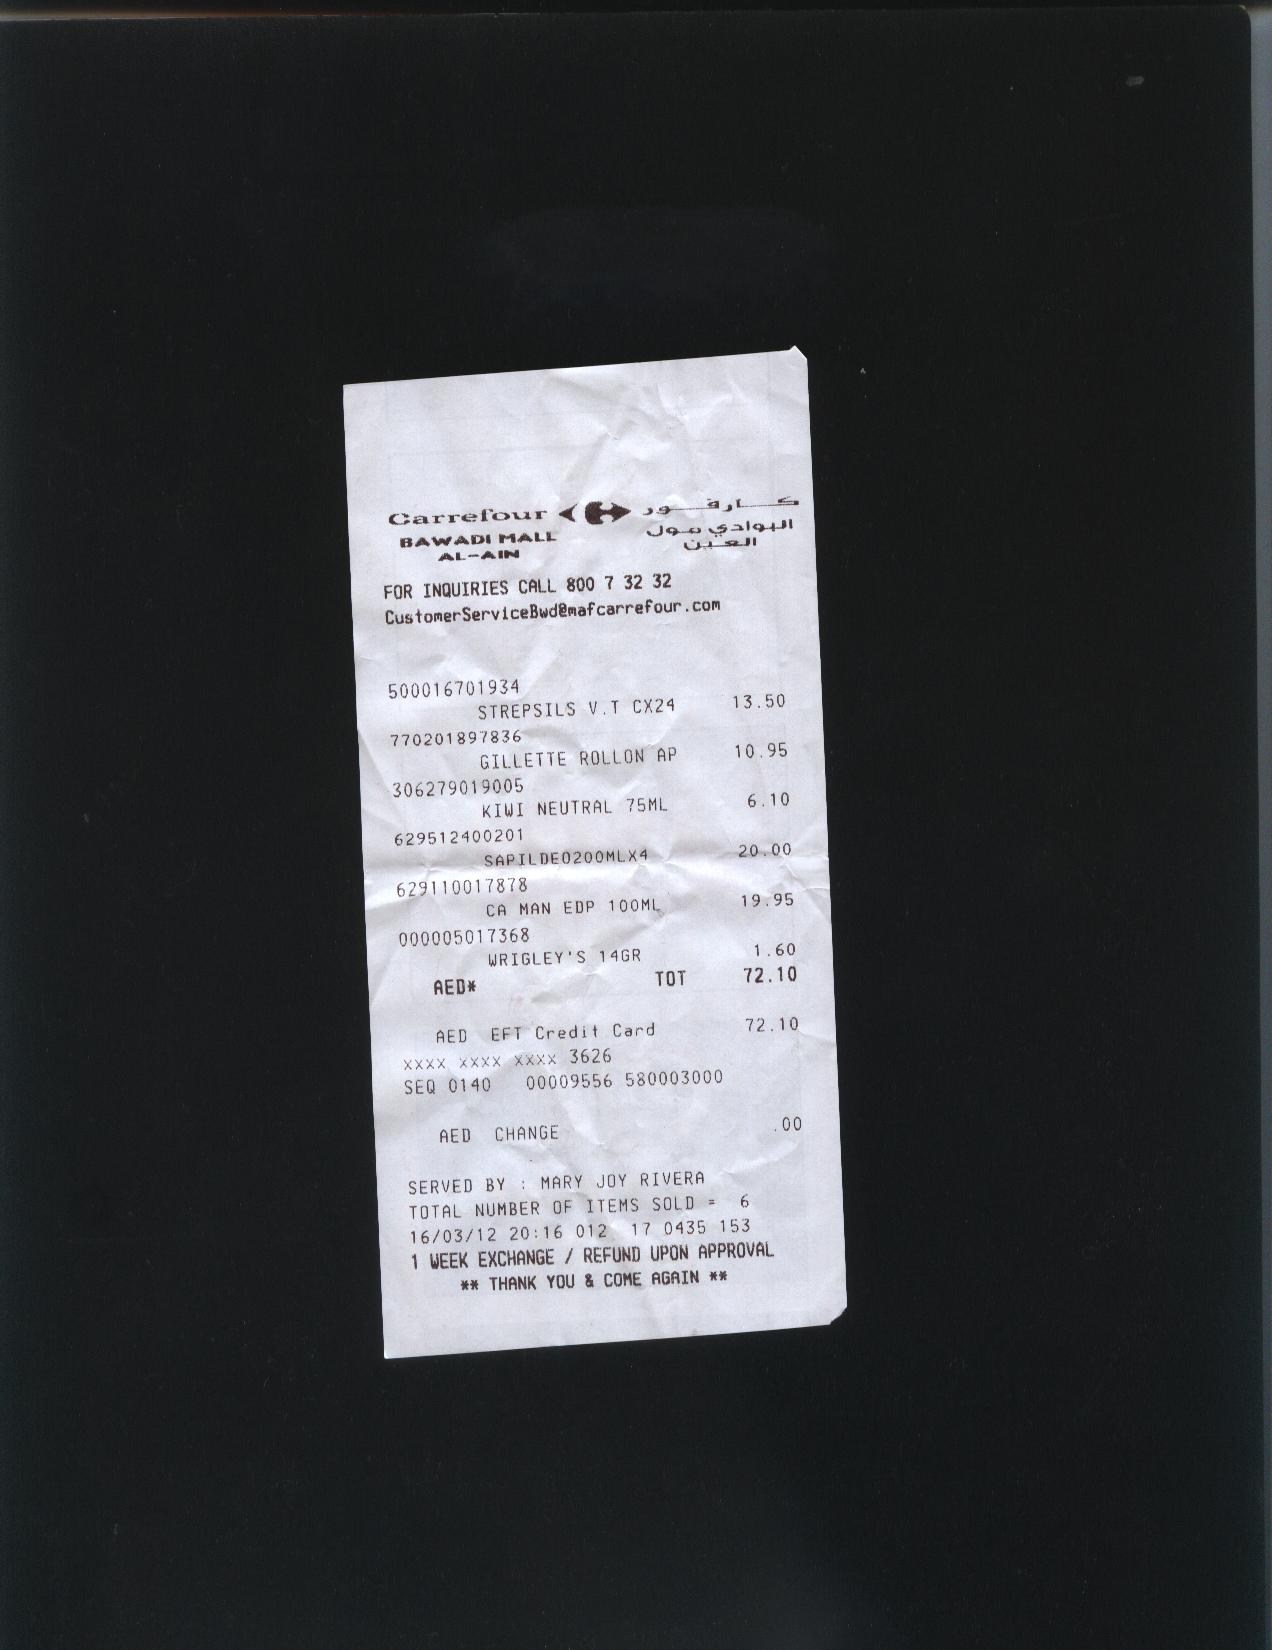 Carrefour كارفور
BAWADI MALL البوادي مول
AL-AIN العين
FOR INQUIRIES CALL 800 7 32 32
CustomerServiceBwd@mafcarrefour.com
500016701934
STREPSILS V.T CX24 13.50
770201897836
GILLETTE ROLLON AP 10.95
306279019005
KIWI NEUTRAL 75ML 6.10
629512400201
SAPILDEO200MLX4 20.00
629110017878
CA MAN EDP 100ML 19.95
000005017368
WRIGLEY'S 14GR 1.60
AED* TOT 72.10
AED EFT Credit Card 72.10
XXXX XXXX XXXX 3626
SEQ 0140 00009556 580003000
AED CHANGE .00
SERVED BY : MARY JOY RIVERA
TOTAL NUMBER OF ITEMS SOLD = 6
16/03/12 20:16 012 17 0435 153
1 WEEK EXCHANGE / REFUND UPON APPROVAL
** THANK YOU & COME AGAIN **